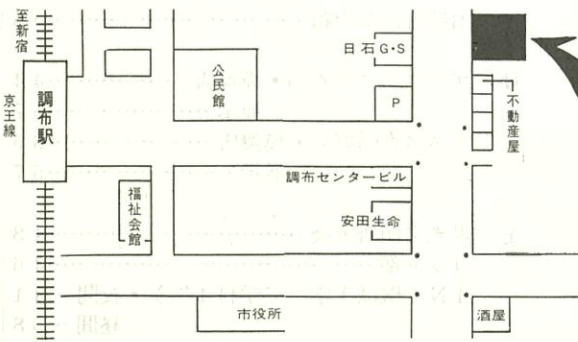 至新宿
京王線
調布駅
公民館
日石G・S
P
不動産屋
福祉会館
調布センタービル
安田生命
市役所
酒屋